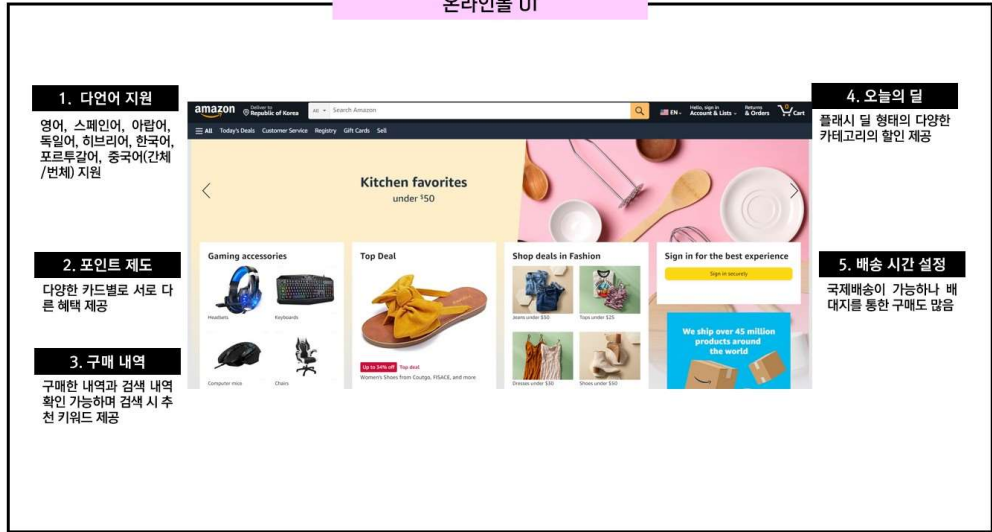 온라인몰 UI
1. 다언어 지원
영어, 스페인어, 아랍어,
독일어, 히브리어, 한국어,
포르투갈어, 중국어(간체
/번체) 지원
2. 포인트 제도
다양한 카드별로 서로 다
른 혜택 제공
3. 구매 내역
구매한 내역과 검색 내역
확인 가능하며 검색 시 추
천 키워드 제공
amazon
Deliver to
Republic of Korea
All
Search Amazon
EN
Hello, sign in
Account & Lists
Returns
& Orders
0
Cart
All Today's Deals Customer Service Registry Gift Cards Sell
Kitchen favorites
under $50
Gaming accessories
Headsets
Keyboards
Computer mice
Chairs
Top Deal
Up to 34% off Top deal
Women's Shoes from Coutgo, FISACE, and more
Shop deals in Fashion
Jeans under $50
Tops under $25
Dresses under $30
Shoes under $50
Sign in for the best experience
Sign in securely
We ship over 45 million
products around
the world
4. 오늘의 딜
플래시 딜 형태의 다양한
카테고리의 할인 제공
5. 배송 시간 설정
국제배송이 가능하나 배
대지를 통한 구매도 많음